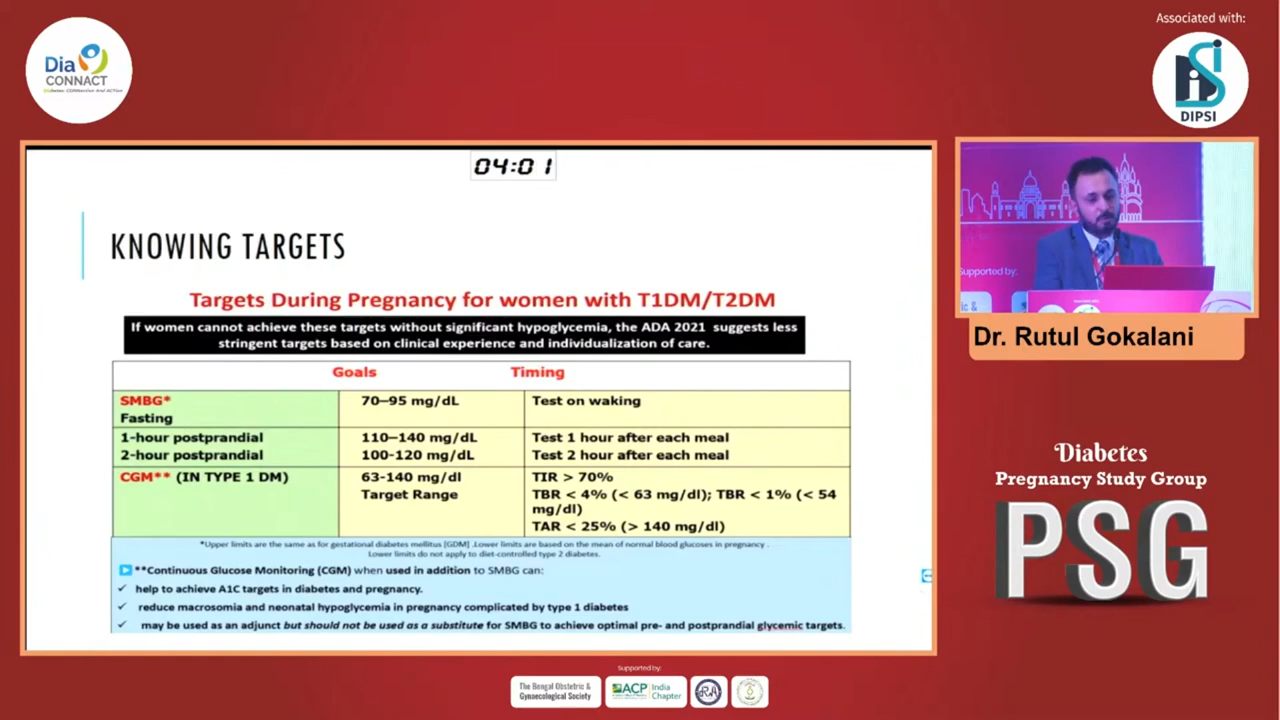 Dia
CONNACT
Diabetes CONNective And ACTion
Associated with:
DIPSI
04:01
KNOWING TARGETS
Targets During Pregnancy for women with T1DM/T2DM
If women cannot achieve these targets without significant hypoglycemia, the ADA 2021 suggests less
stringent targets based on clinical experience and individualization of care.
Goals Timing
SMBG* 70–95 mg/dL Test on waking
Fasting
1-hour postprandial 110–140 mg/dL Test 1 hour after each meal
2-hour postprandial 100-120 mg/dL Test 2 hour after each meal
CGM** (IN TYPE 1 DM) 63-140 mg/dl TIR > 70%
Target Range TBR < 4% (< 63 mg/dl); TBR < 1% (< 54
mg/dl)
TAR < 25% (> 140 mg/dl)
*Upper limits are the same as for gestational diabetes mellitus [GDM] .Lower limits are based on the mean of normal blood glucoses in pregnancy .
Lower limits do not apply to diet-controlled type 2 diabetes.
**Continuous Glucose Monitoring (CGM) when used in addition to SMBG can:
✓ help to achieve A1C targets in diabetes and pregnancy.
✓ reduce macrosomia and neonatal hypoglycemia in pregnancy complicated by type 1 diabetes
✓ may be used as an adjunct but should not be used as a substitute for SMBG to achieve optimal pre- and postprandial glycemic targets.
Supported by:
Dr. Rutul Gokalani
Diabetes
Pregnancy Study Group
PSG
Supported by:
The Bengal Obstetric &
Gynaecological Society
ACP India
Chapter